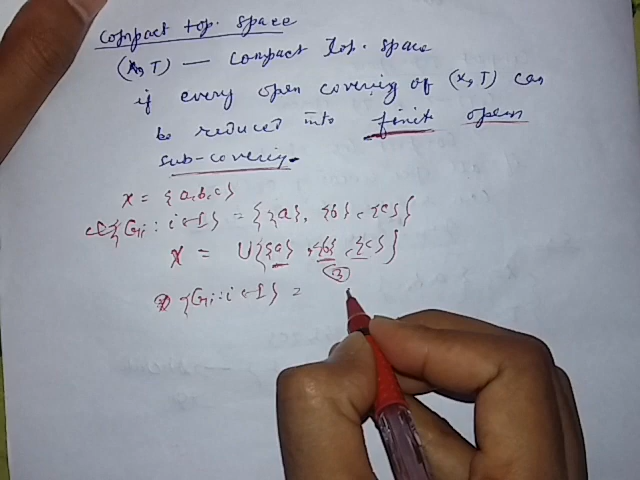 compact top. space
(X, T) — compact top. space
if every open covering of (X, T) can
be reduced into finite open
sub-covering.
X = {a, b, c}
{Gi : i ∈ I} = {{a}, {b}, {c}}
X = U{{a}, {b}, {c}}
3
{Gi : i ∈ I} =